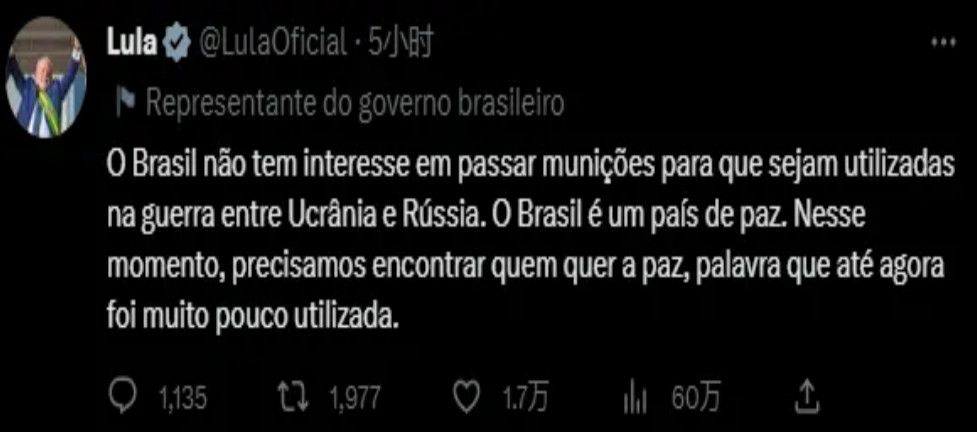 Lula @LulaOficial · 5小时
Representante do governo brasileiro
O Brasil não tem interesse em passar munições para que sejam utilizadas
na guerra entre Ucrânia e Rússia. O Brasil é um país de paz. Nesse
momento, precisamos encontrar quem quer a paz, palavra que até agora
foi muito pouco utilizada.
1,135 1,977 1.7万 60万